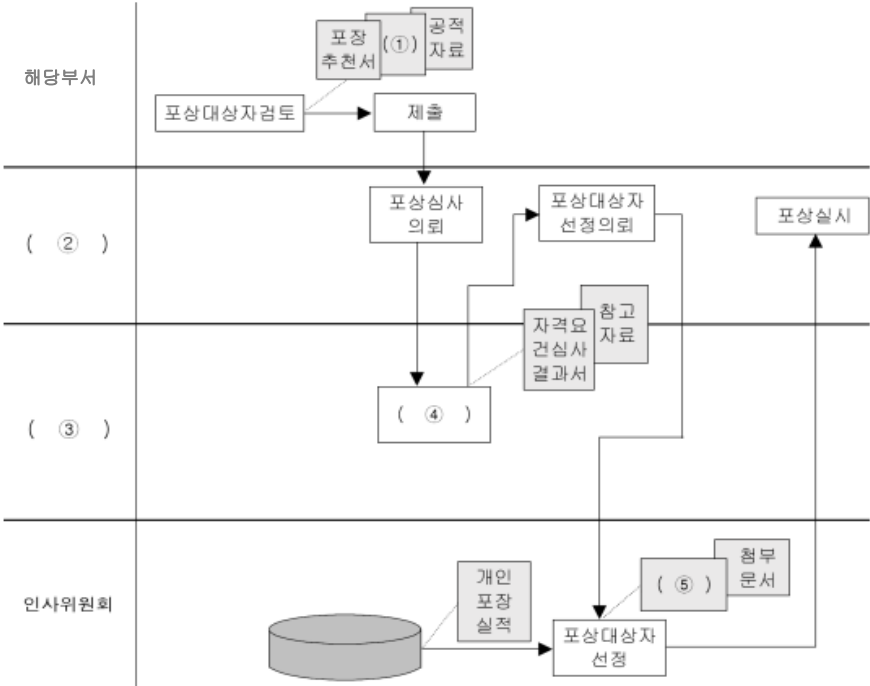 해당부서
포장
추천서
(①)
공적
자료
포상대상자검토
제출
( ② )
포상심사
의뢰
포상대상자
선정의뢰
포상실시
( ③ )
자격요
건심사
결과서
참고
자료
( ④ )
인사위원회
개인
포장
실적
포상대상자
선정
( ⑤ )
첨부
문서